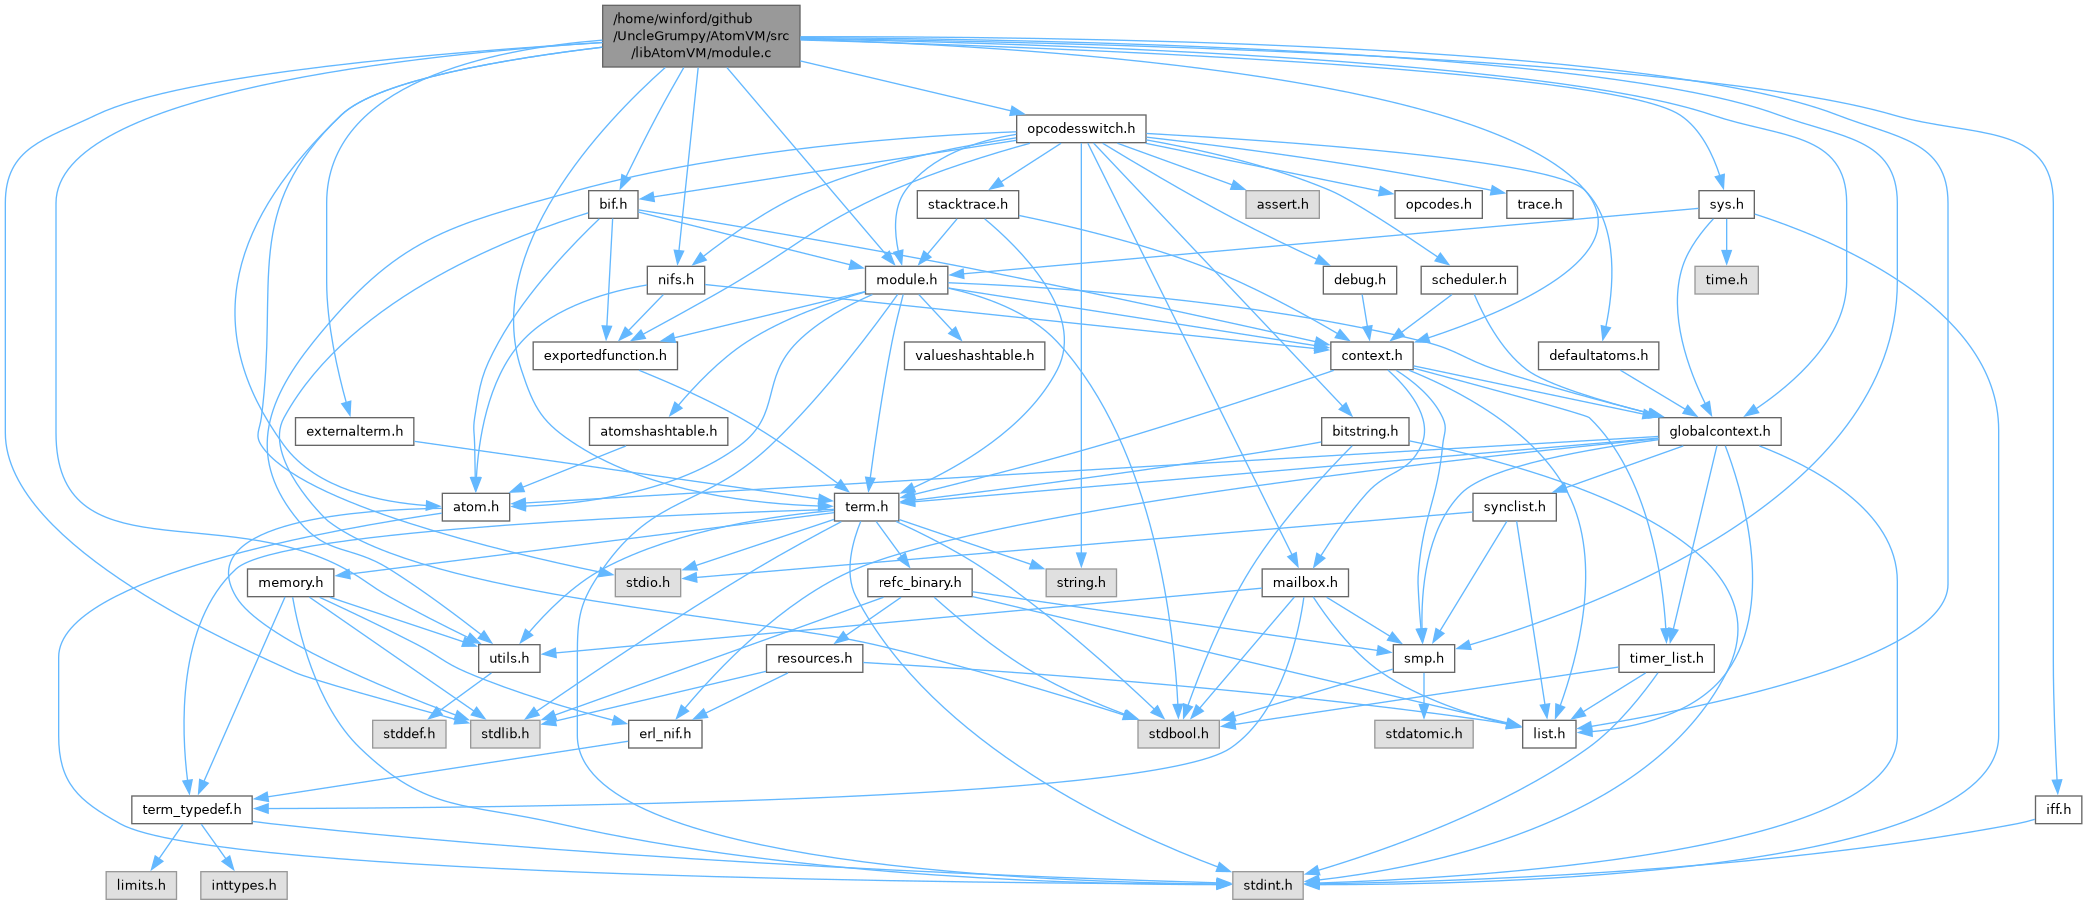 /home/winford/github
/UncleGrumpy/AtomVM/src
/libAtomVM/module.c
opcodesswitch.h
bif.h
stacktrace.h
assert.h
opcodes.h
trace.h
sys.h
nifs.h
module.h
debug.h
scheduler.h
time.h
exportedfunction.h
valueshashtable.h
context.h
defaultatoms.h
externalterm.h
atomshashtable.h
bitstring.h
globalcontext.h
atom.h
term.h
synclist.h
memory.h
stdio.h
refc_binary.h
string.h
mailbox.h
utils.h
resources.h
smp.h
timer_list.h
stddef.h
stdlib.h
erl_nif.h
stdbool.h
stdatomic.h
list.h
term_typedef.h
iff.h
limits.h
inttypes.h
stdint.h